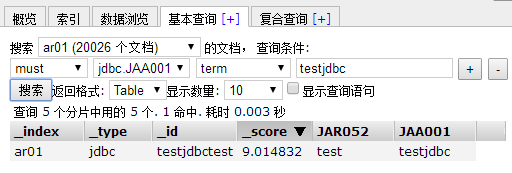 概览 索引 数据浏览 基本查询 [+] 复合查询 [+]
搜索 ar01 (20026 个文档) 的文档, 查询条件:
must jdbc.JAA001 term testjdbc + -
搜索 返回格式: Table 显示数量: 10 显示查询语句
查询 5 个分片中用的 5 个. 1 命中. 耗时 0.003 秒
_index _type _id _score ▼ JAR052 JAA001
ar01 jdbc testjdbctest 9.014832 test testjdbc